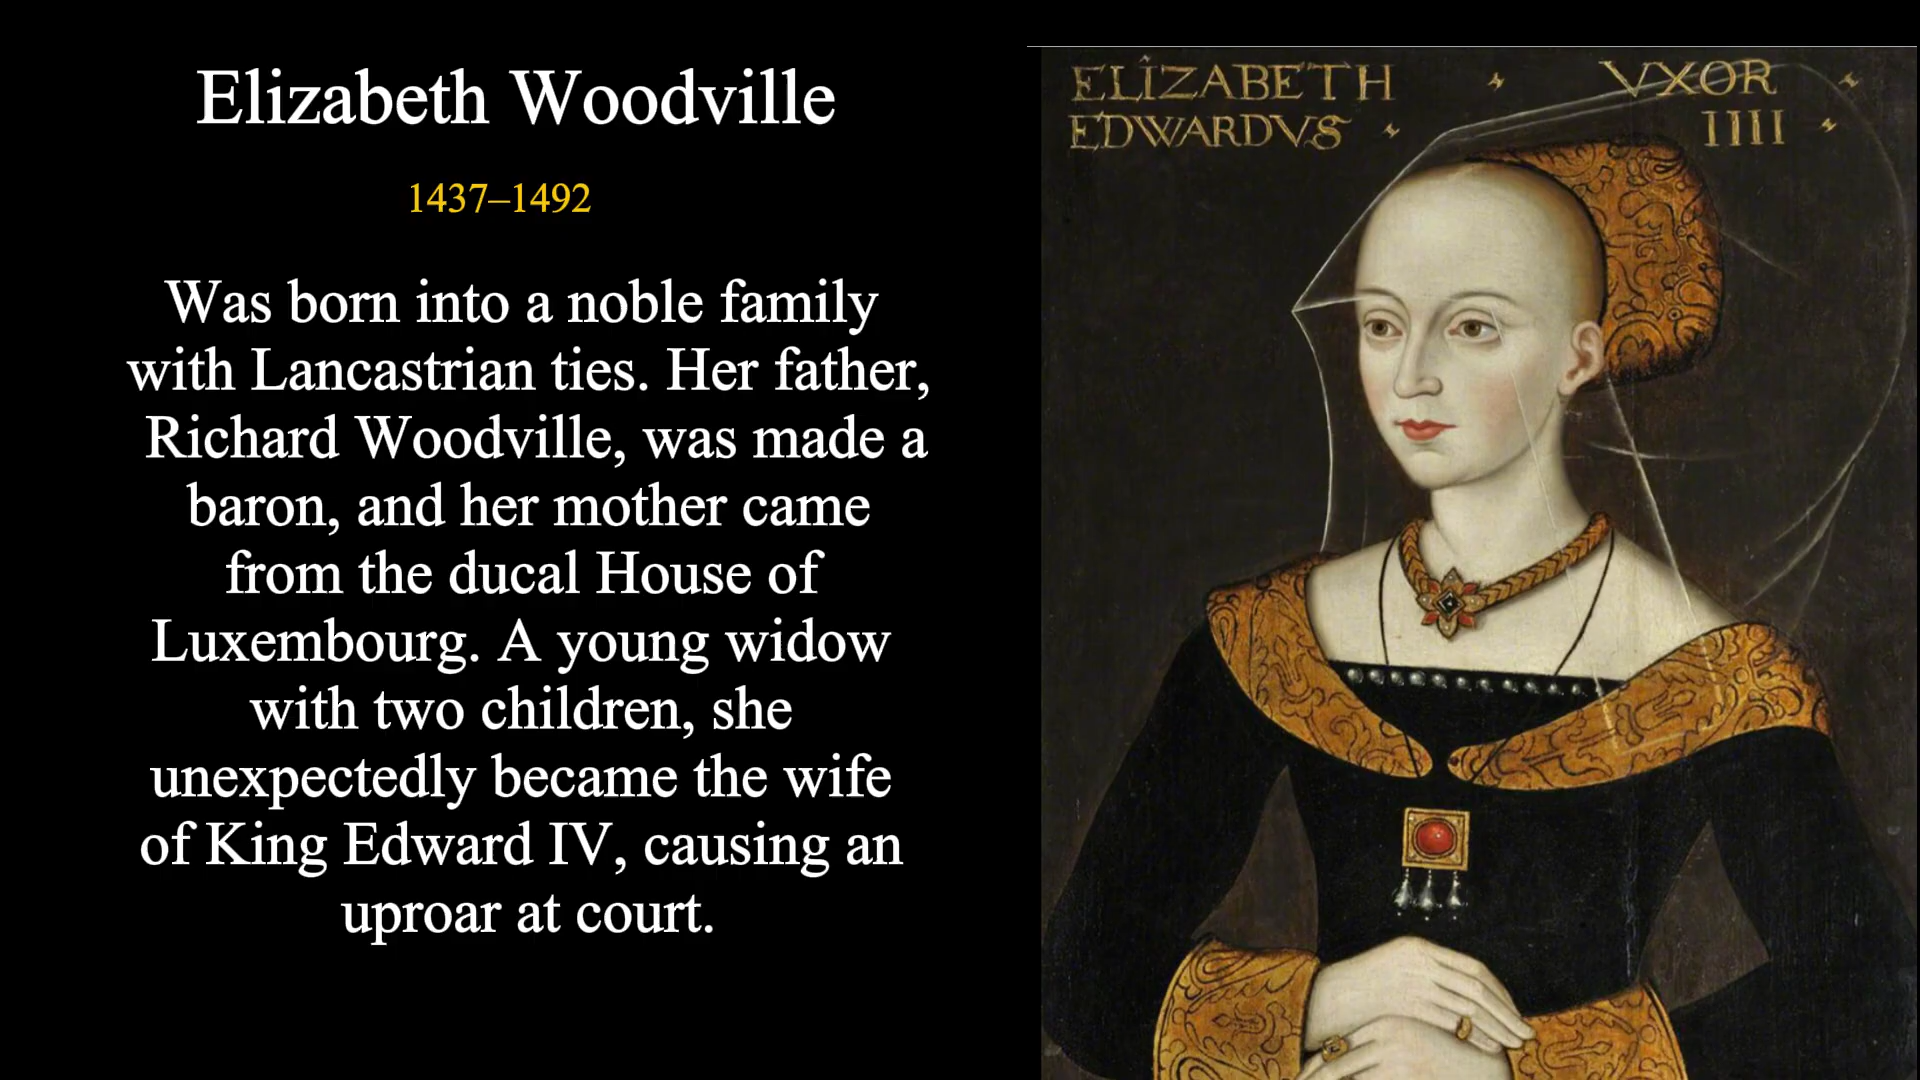 Elizabeth Woodville
1437–1492
Was born into a noble family
with Lancastrian ties. Her father,
Richard Woodville, was made a
baron, and her mother came
from the ducal House of
Luxembourg. A young widow
with two children, she
unexpectedly became the wife
of King Edward IV, causing an
uproar at court.
ELIZABETH VXOR
EDWARDVS IIII